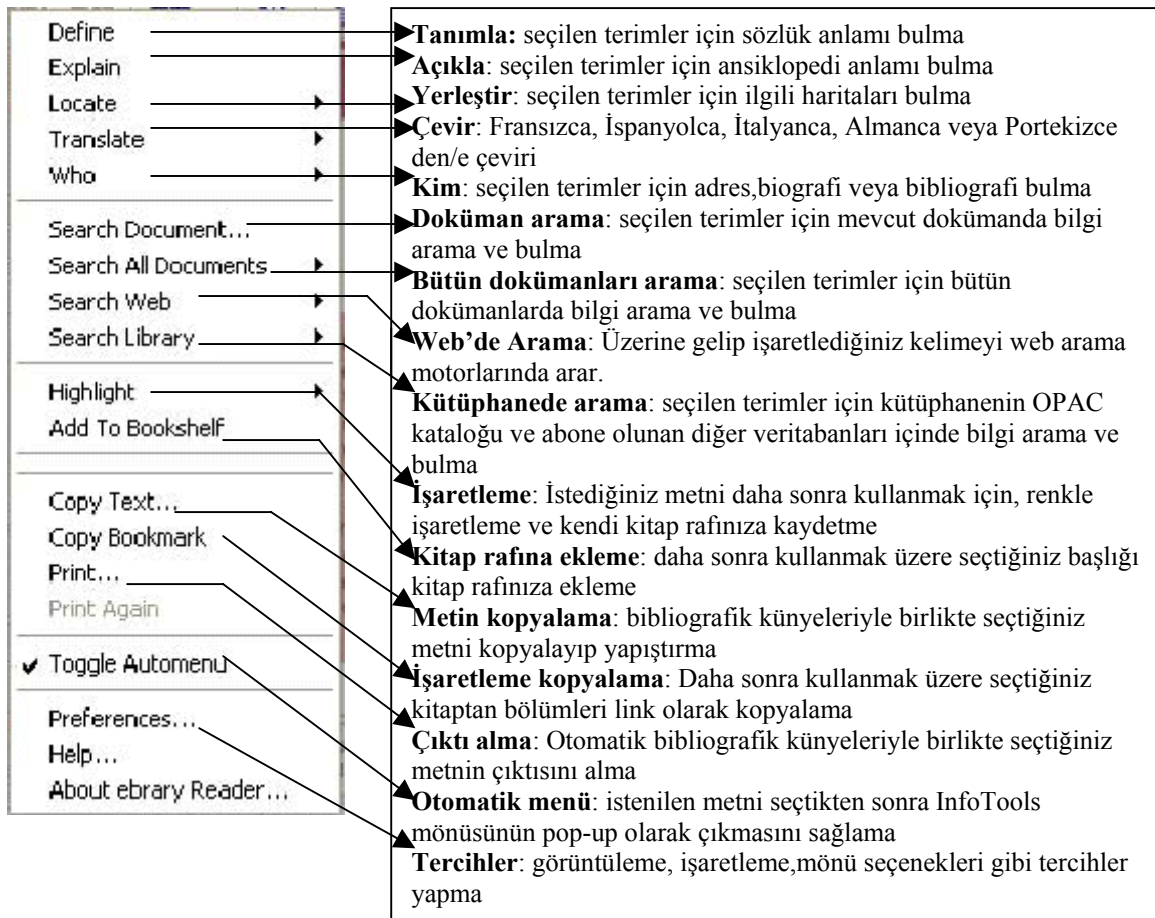 Define
Explain
Locate
Translate
Who
Search Document...
Search All Documents
Search Web
Search Library
Highlight
Add To Bookshelf
Copy Text...
Copy Bookmark
Print...
Print Again
Toggle Automenu
Preferences...
Help...
About ebrary Reader...
Tanımla: seçilen terimler için sözlük anlamı bulma
Açıkla: seçilen terimler için ansiklopedi anlamı bulma
Yerleştir: seçilen terimler için ilgili haritaları bulma
Çevir: Fransızca, İspanyolca, İtalyanca, Almanca veya Portekizce
den/e çeviri
Kim: seçilen terimler için adres,biografi veya bibliografi bulma
Doküman arama: seçilen terimler için mevcut dokümanda bilgi
arama ve bulma
Bütün dokümanları arama: seçilen terimler için bütün
dokümanlarda bilgi arama ve bulma
Web’de Arama: Üzerine gelip işaretlediğiniz kelimeyi web arama
motorlarında arar.
Kütüphanede arama: seçilen terimler için kütüphanenin OPAC
kataloğu ve abone olunan diğer veritabanları içinde bilgi arama ve
bulma
İşaretleme: İstediğiniz metni daha sonra kullanmak için, renkle
işaretleme ve kendi kitap rafınıza kaydetme
Kitap rafına ekleme: daha sonra kullanmak üzere seçtiğiniz başlığı
kitap rafınıza ekleme
Metin kopyalama: bibliografik künyeleriyle birlikte seçtiğiniz
metni kopyalayıp yapıştırma
İşaretleme kopyalama: Daha sonra kullanmak üzere seçtiğiniz
kitaptan bölümleri link olarak kopyalama
Çıktı alma: Otomatik bibliografik künyeleriyle birlikte seçtiğiniz
metnin çıktısını alma
Otomatik menü: istenilen metni seçtikten sonra InfoTools
mönüsünün pop-up olarak çıkmasını sağlama
Tercihler: görüntüleme, işaretleme,mönü seçenekleri gibi tercihler
yapma